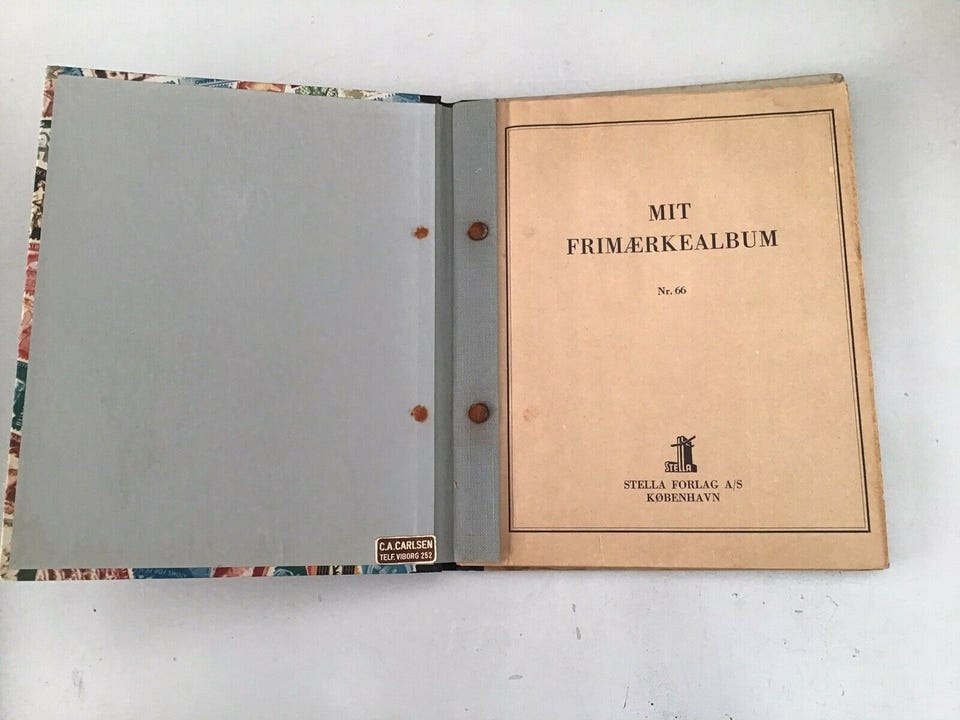 MIT
FRIMÆRKEALBUM
Nr. 66
STELLA
STELLA FORLAG A/S
KØBENHAVN
C.A.CARLSEN
TELF. VIBORG 252